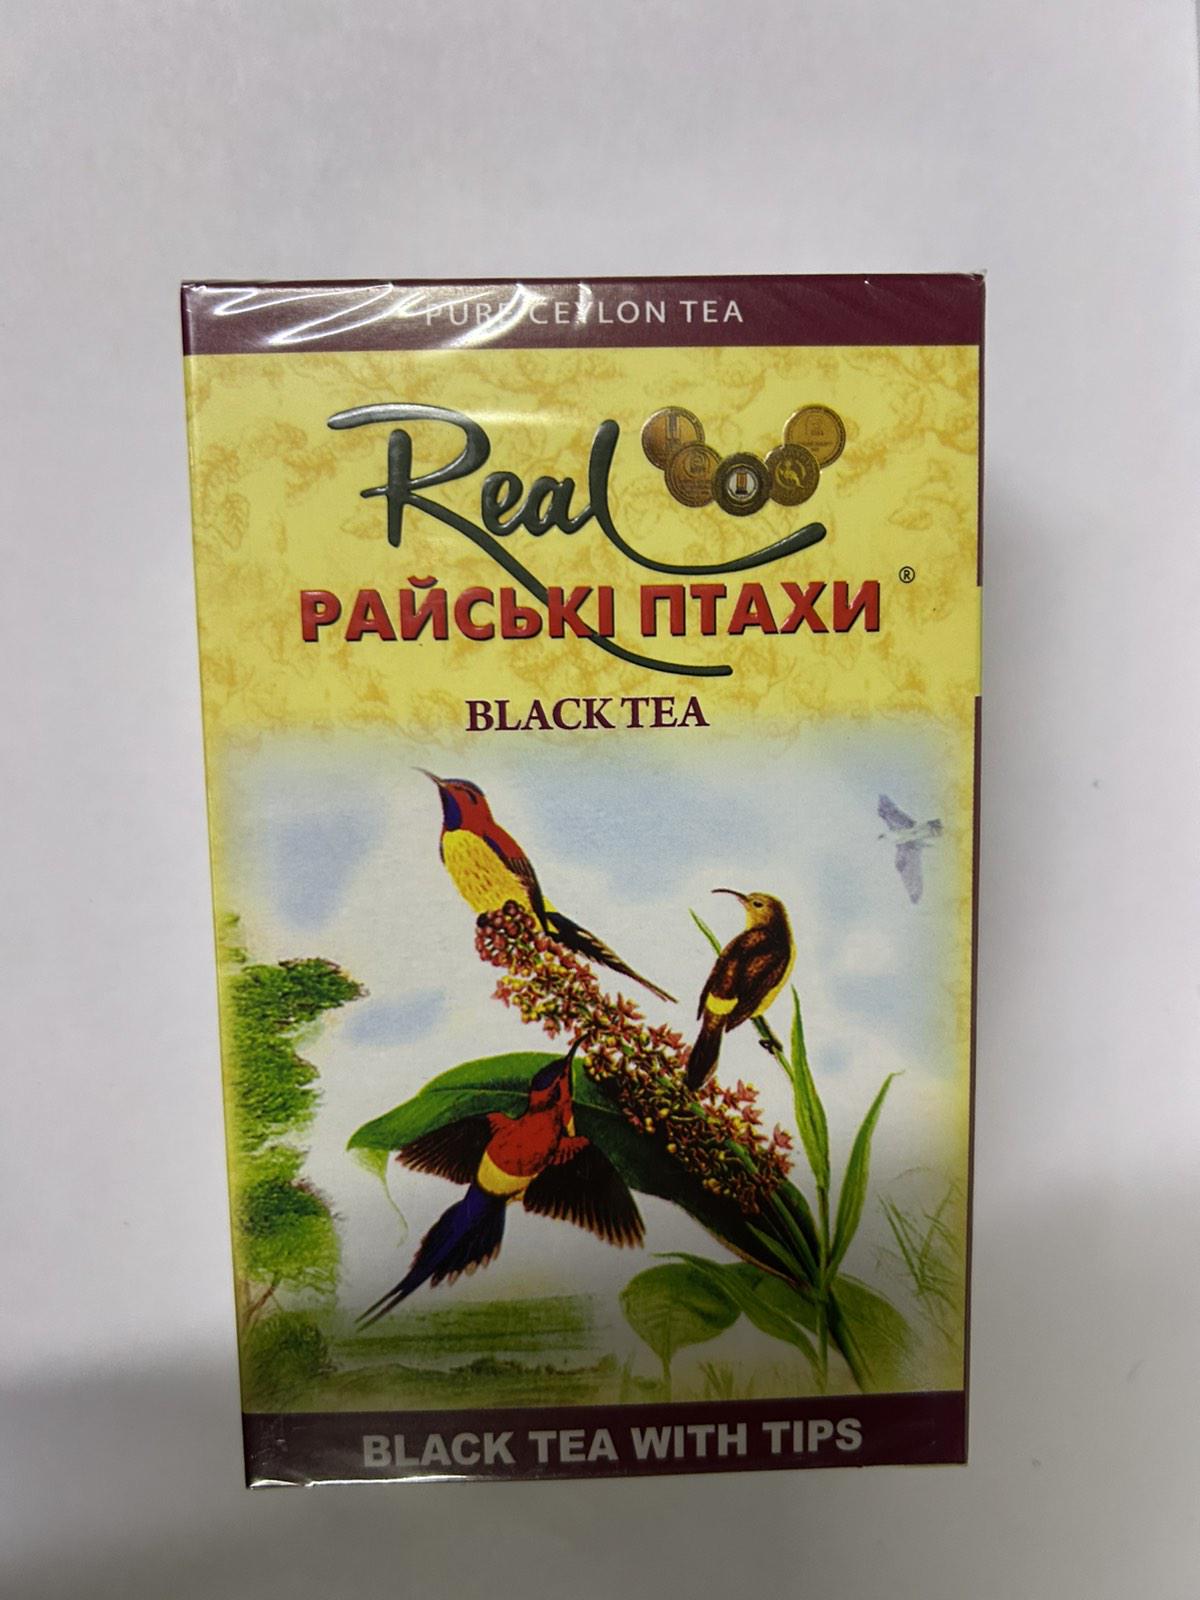 PURE CEYLON TEA
Real
РАЙСЬКІ ПТАХИ ®
BLACK TEA
BLACK TEA WITH TIPS